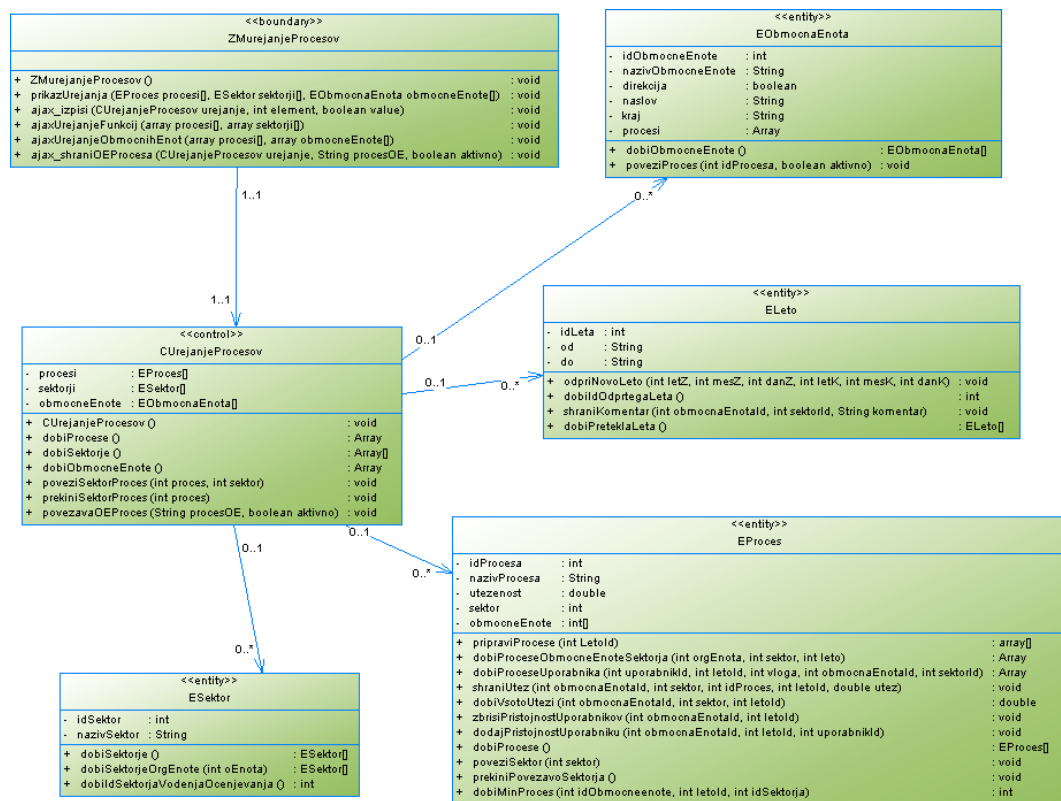 <<boundary>>
ZMurejanjeProcesov
+ ZMurejanjeProcesov () : void
+ prikazUrejanja (EProces procesi[], ESektor sektorji[], EObmocnaEnota obmocneEnote[]) : void
+ ajax_izpisi (CUrejanjeProcesov urejanje, int element, boolean value) : void
+ ajaxUrejanjeFunkcij (array procesi[], array sektorji[]) : void
+ ajaxUrejanjeObmocnihEnot (array procesi[], array obmocneEnote[]) : void
+ ajax_shraniOEProcesa (CUrejanjeProcesov urejanje, String procesOE, boolean aktivno) : void
<<entity>>
EObmocnaEnota
- idObmocneEnote : int
- nazivObmocneEnote : String
- direkcija : boolean
- naslov : String
- kraj : String
- procesi : Array
+ dobiObmocneEnote () : EObmocnaEnota[]
+ poveziProces (int idProcesa, boolean aktivno) : void
1..1
0..*
1..1
0..1
<<control>>
CUrejanjeProcesov
- procesi : EProces[]
- sektorji : ESektor[]
- obmocneEnote : EObmocnaEnota[]
+ CUrejanjeProcesov () : void
+ dobiProcese () : Array
+ dobiSektorje () : Array[]
+ dobiObmocneEnote () : Array
+ poveziSektorProces (int proces, int sektor) : void
+ prekiniSektorProces (int proces) : void
+ povezavaOEProces (String procesOE, boolean aktivno) : void
0..1
0..*
<<entity>>
ELeto
- idLeta : int
- od : String
- do : String
+ odpriNovoLeto (int letZ, int mesZ, int danZ, int letK, int mesK, int danK) : void
+ dobiIdOdprtegaLeta () : int
+ shraniKomentar (int obmocnaEnotaId, int sektorId, String komentar) : void
+ dobiPreteklaLeta () : ELeto[]
0..1
0..*
0..1
0..*
<<entity>>
EProces
- idProcesa : int
- nazivProcesa : String
- utezenost : double
- sektor : int
- obmocneEnote : int[]
+ pripraviProcese (int LetoId) : array[]
+ dobiProceseObmocneEnoteSektorja (int orgEnota, int sektor, int leto) : Array
+ dobiProceseUporabnika (int uporabnikId, int letoId, int vloga, int obmocnaEnotaId, int sektorId) : Array
+ shraniUtez (int obmocnaEnotaId, int sektor, int idProces, int letoId, double utez) : void
+ dobiVsotoUtezi (int obmocnaEnotaId, int sektor, int letoId) : double
+ zbrisiPristojnostUporabnikov (int obmocnaEnotaId, int letoId) : void
+ dodajPristojnostUporabniku (int obmocnaEnotaId, int letoId, int uporabnikId) : void
+ dobiProcese () : EProces[]
+ poveziSektor (int sektor) : void
+ prekiniPovezavoSektorja () : void
+ dobiMinProces (int idObmocneenote, int letoId, int idSektorja) : int
<<entity>>
ESektor
- idSektor : int
- nazivSektor : String
+ dobiSektorje () : ESektor[]
+ dobiSektorjeOrgEnote (int oEnota) : ESektor[]
+ dobiIdSektorjaVodenjaOcenjevanja () : int